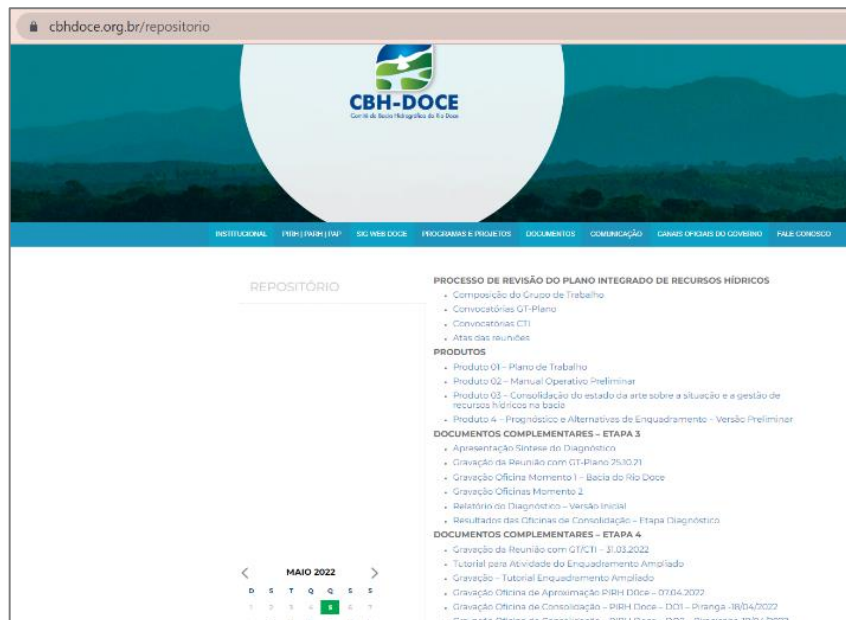 cbhdoce.org.br/repositorio
CBH-DOCE
Comitê da Bacia Hidrográfica do Rio Doce
INSTITUCIONAL PIRH | PARH | PAP SIG WEB DOCE PROGRAMAS E PROJETOS DOCUMENTOS COMUNICAÇÃO CANAIS OFICIAIS DO GOVERNO FALE CONOSCO
REPOSITÓRIO
PROCESSO DE REVISÃO DO PLANO INTEGRADO DE RECURSOS HÍDRICOS
Composição do Grupo de Trabalho
Convocatórias GT-Plano
Convocatórias CTI
Atas das reuniões
PRODUTOS
Produto 01 – Plano de Trabalho
Produto 02 – Manual Operativo Preliminar
Produto 03 – Consolidação do estado da arte sobre a situação e a gestão de
recursos hídricos na bacia
Produto 4 – Prognóstico e Alternativas de Enquadramento – Versão Preliminar
DOCUMENTOS COMPLEMENTARES – ETAPA 3
Apresentação Síntese do Diagnóstico
Gravação da Reunião com GT-Plano 25.10.21
Gravação Oficina Momento 1 – Bacia do Rio Doce
Gravação Oficinas Momento 2
Relatório do Diagnóstico – Versão Inicial
Resultados das Oficinas de Consolidação – Etapa Diagnóstico
DOCUMENTOS COMPLEMENTARES – ETAPA 4
Gravação da Reunião com GT/CTI – 31.03.2022
Tutorial para Atividade do Enquadramento Ampliado
Gravação – Tutorial Enquadramento Ampliado
Gravação Oficina de Aproximação PIRH D0ce – 07.04.2022
Gravação Oficina de Consolidação – PIRH Doce – DO1 – Piranga -18/04/2022
MAIO 2022
D S T Q Q S S
1 2 3 4 5 6 7